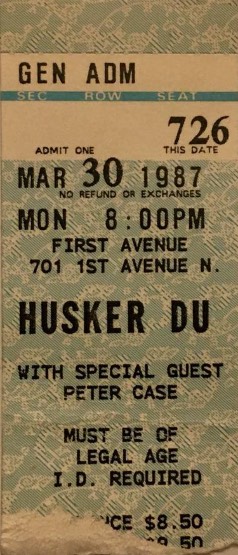 GEN ADM
SEC ROW SEAT
726
ADMIT ONE THIS DATE
MAR 30 1987
NO REFUND OR EXCHANGES
MON 8:00PM
FIRST AVENUE
701 1ST AVENUE N.
HUSKER DU
WITH SPECIAL GUEST
PETER CASE
MUST BE OF
LEGAL AGE
I.D. REQUIRED
$8.50